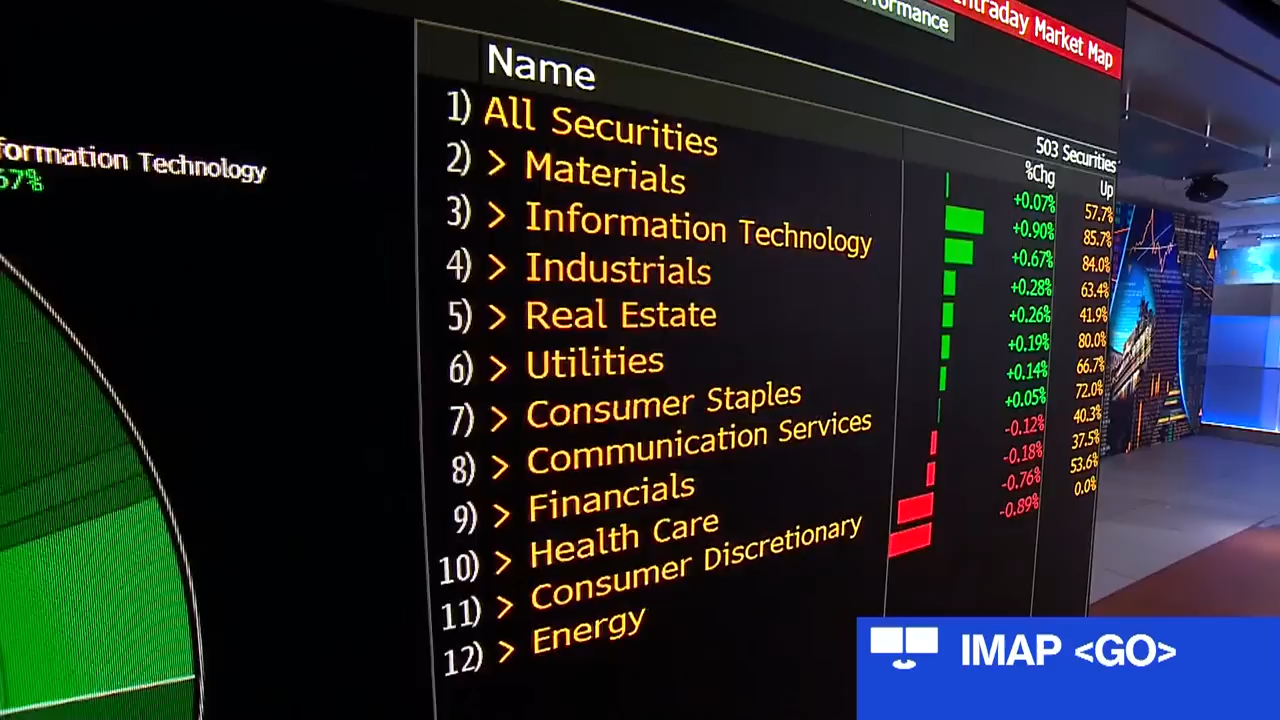 ormance
ntraday Market Map
503 Securities
Name
%Chg
Up
formation Technology
67%
1) All Securities +0.07% 57.7%
2) > Materials +0.90% 85.7%
3) > Information Technology +0.67% 84.0%
4) > Industrials +0.28% 63.4%
5) > Real Estate +0.26% 41.9%
6) > Utilities +0.19% 80.0%
7) > Consumer Staples +0.14% 66.7%
8) > Communication Services +0.05% 72.0%
9) > Financials -0.12% 40.3%
10) > Health Care -0.18% 37.5%
11) > Consumer Discretionary -0.76% 53.6%
12) > Energy -0.89% 0.0%
IMAP <GO>